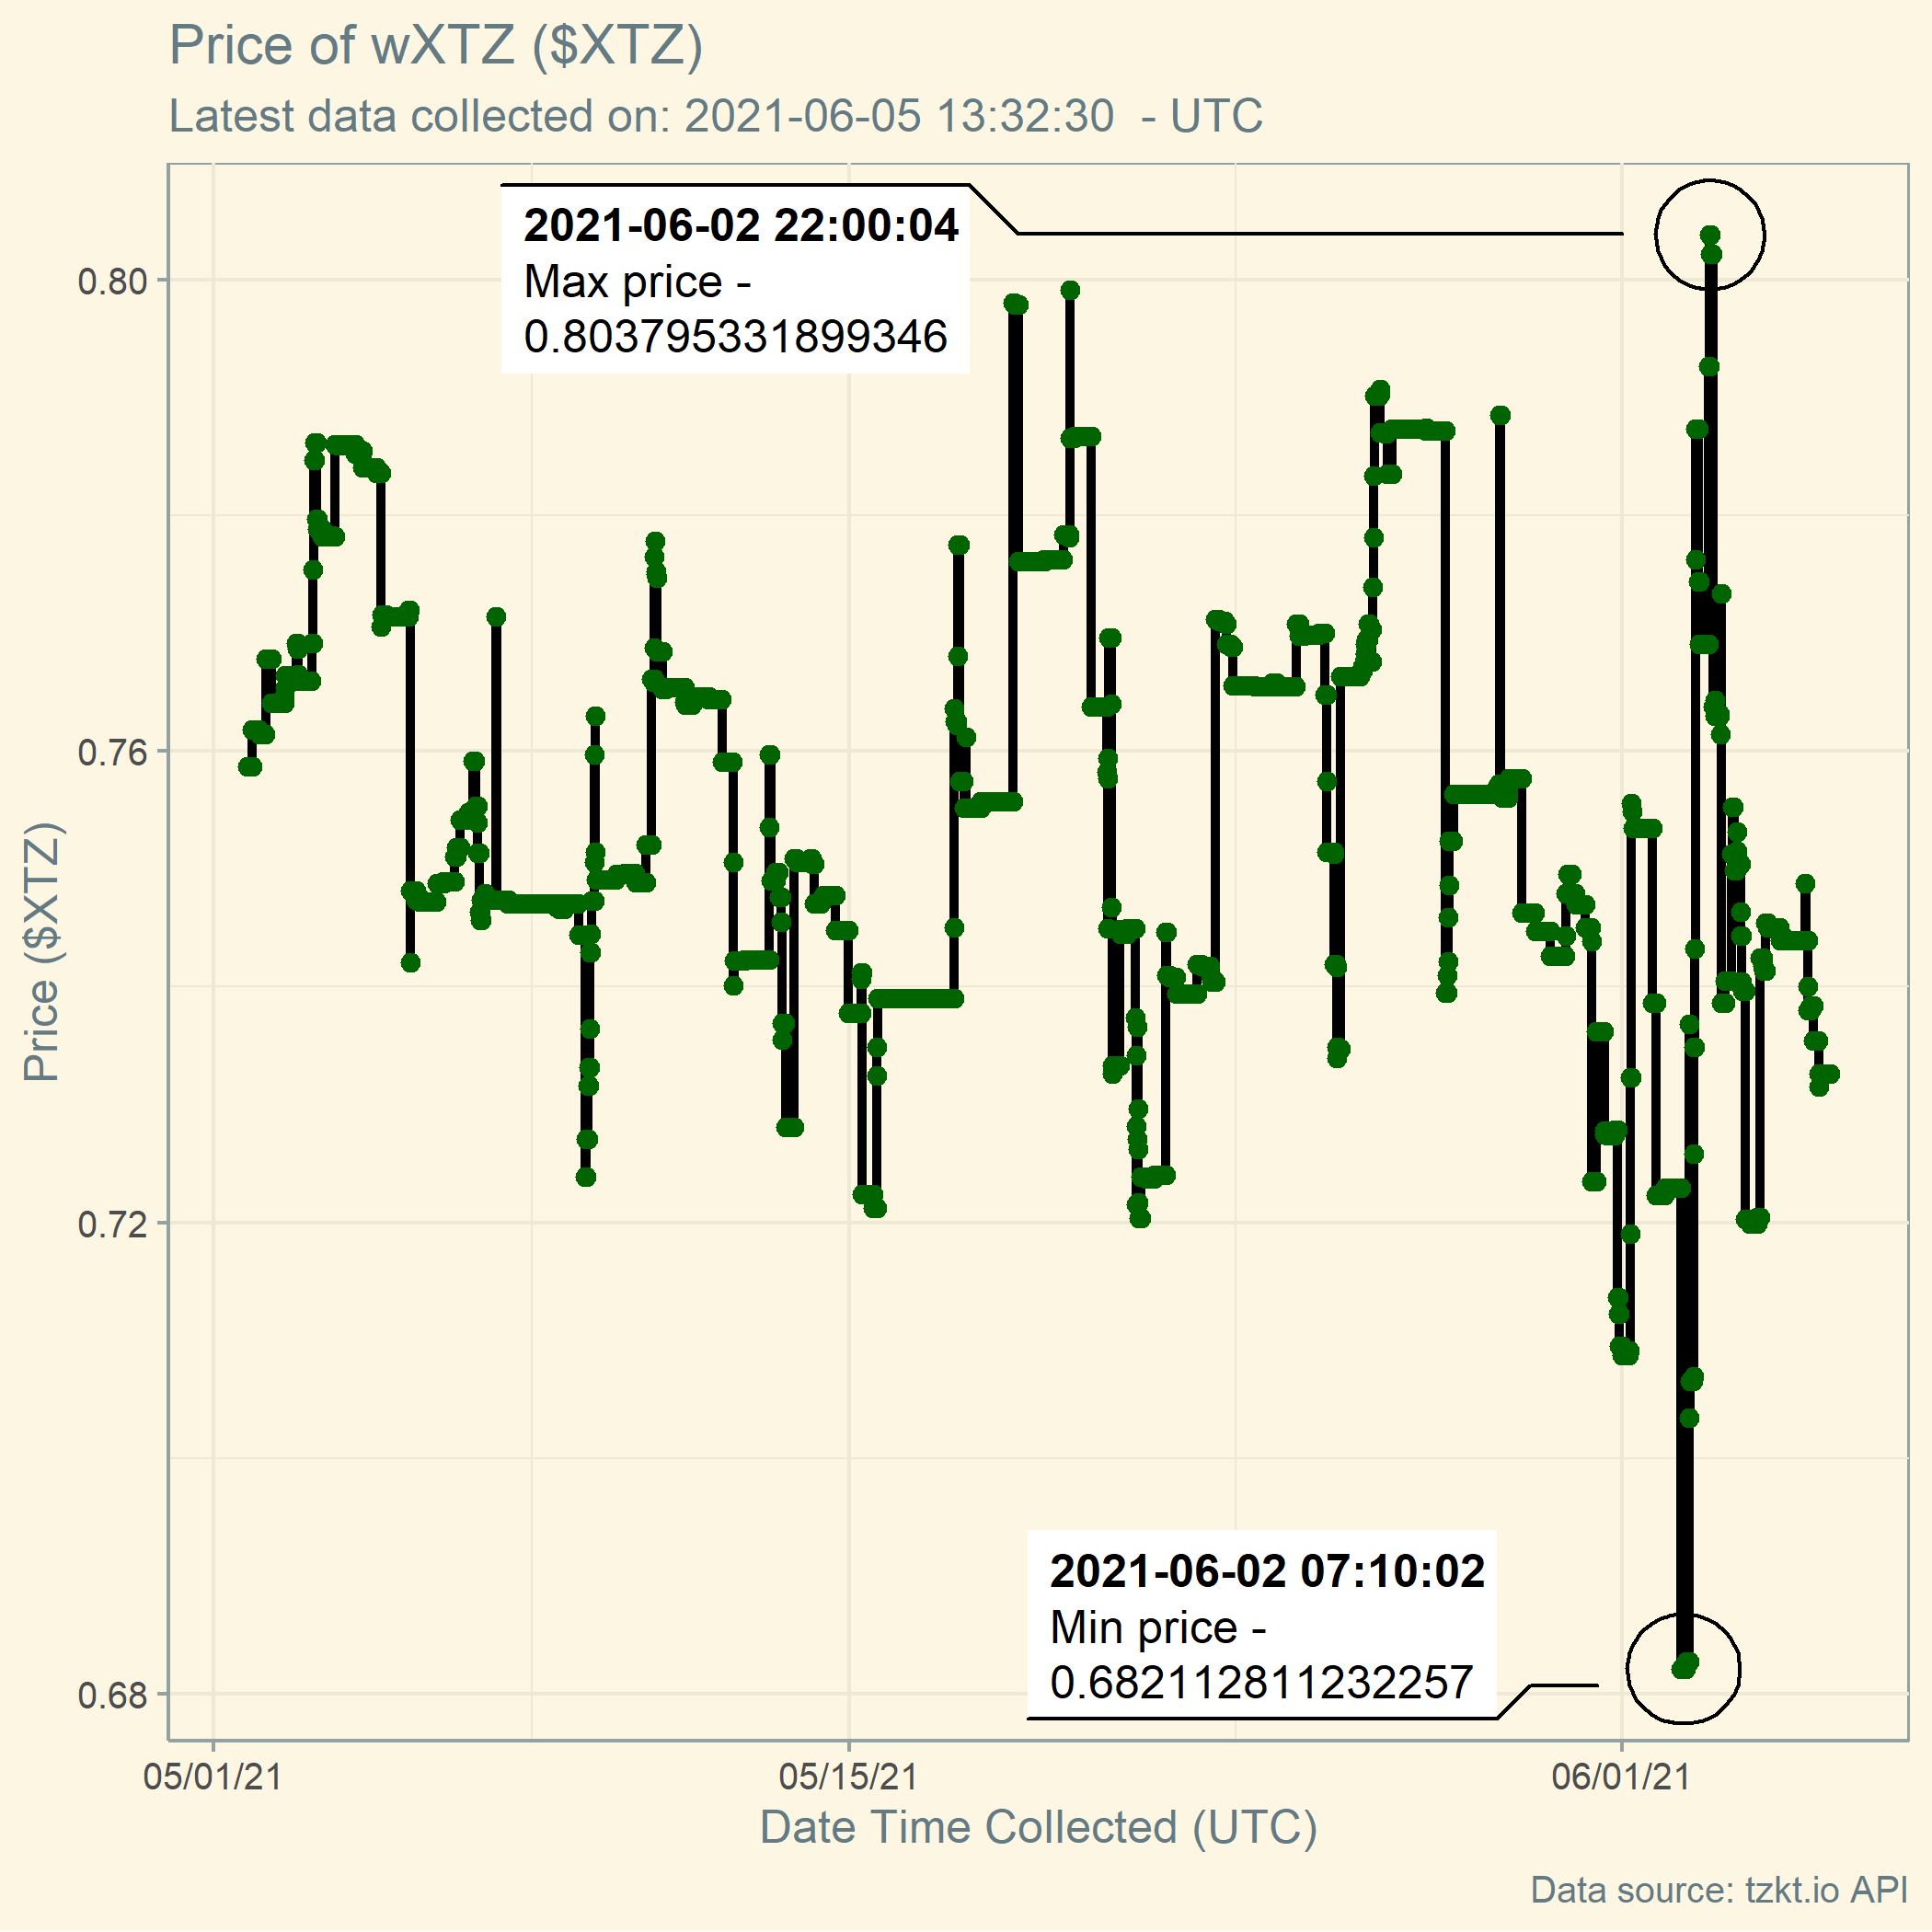 Price of wXTZ ($XTZ)
Latest data collected on: 2021-06-05 13:32:30  - UTC
2021-06-02 22:00:04
Max price -
0.803795331899346
0.80
0.76
0.72
0.68
Price ($XTZ)
2021-06-02 07:10:02
Min price -
0.682112811232257
05/01/21
05/15/21
06/01/21
Date Time Collected (UTC)
Data source: tzkt.io API